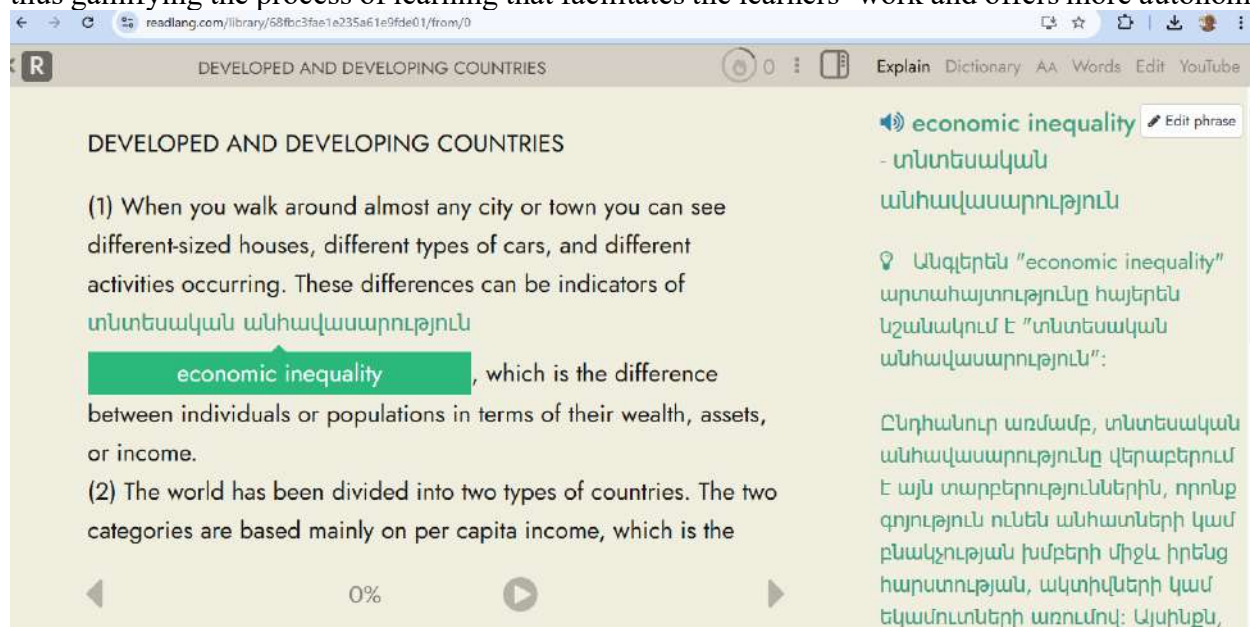 thus gamifying the process of learning that facilitates the learners' work and offers more
readlang.com/library/68fbc3fae1e235a61e9fde01/from/0
R
DEVELOPED AND DEVELOPING COUNTRIES
0
Explain Dictionary AA Words Edit YouTube
DEVELOPED AND DEVELOPING COUNTRIES
(1) When you walk around almost any city or town you can see
different-sized houses, different types of cars, and different
activities occurring. These differences can be indicators of
տնտեսական անհավասարություն
economic inequality , which is the difference
between individuals or populations in terms of their wealth, assets,
or income.
(2) The world has been divided into two types of countries. The two
categories are based mainly on per capita income, which is the
0%
economic inequality Edit phrase
- տնտեսական
անհավասարություն
Անգլերեն "economic inequality"
արտահայտությունը հայերեն
նշանակում է "տնտեսական
անհավասարություն":
Ընդհանուր առմամբ, տնտեսական
անհավասարությունը վերաբերում
է այն տարբերություններին, որոնք
գոյություն ունեն անհատների կամ
բնակչության խմբերի միջև իրենց
հարստության, ակտիվների կամ
եկամուտների առումով: Այսինքն,